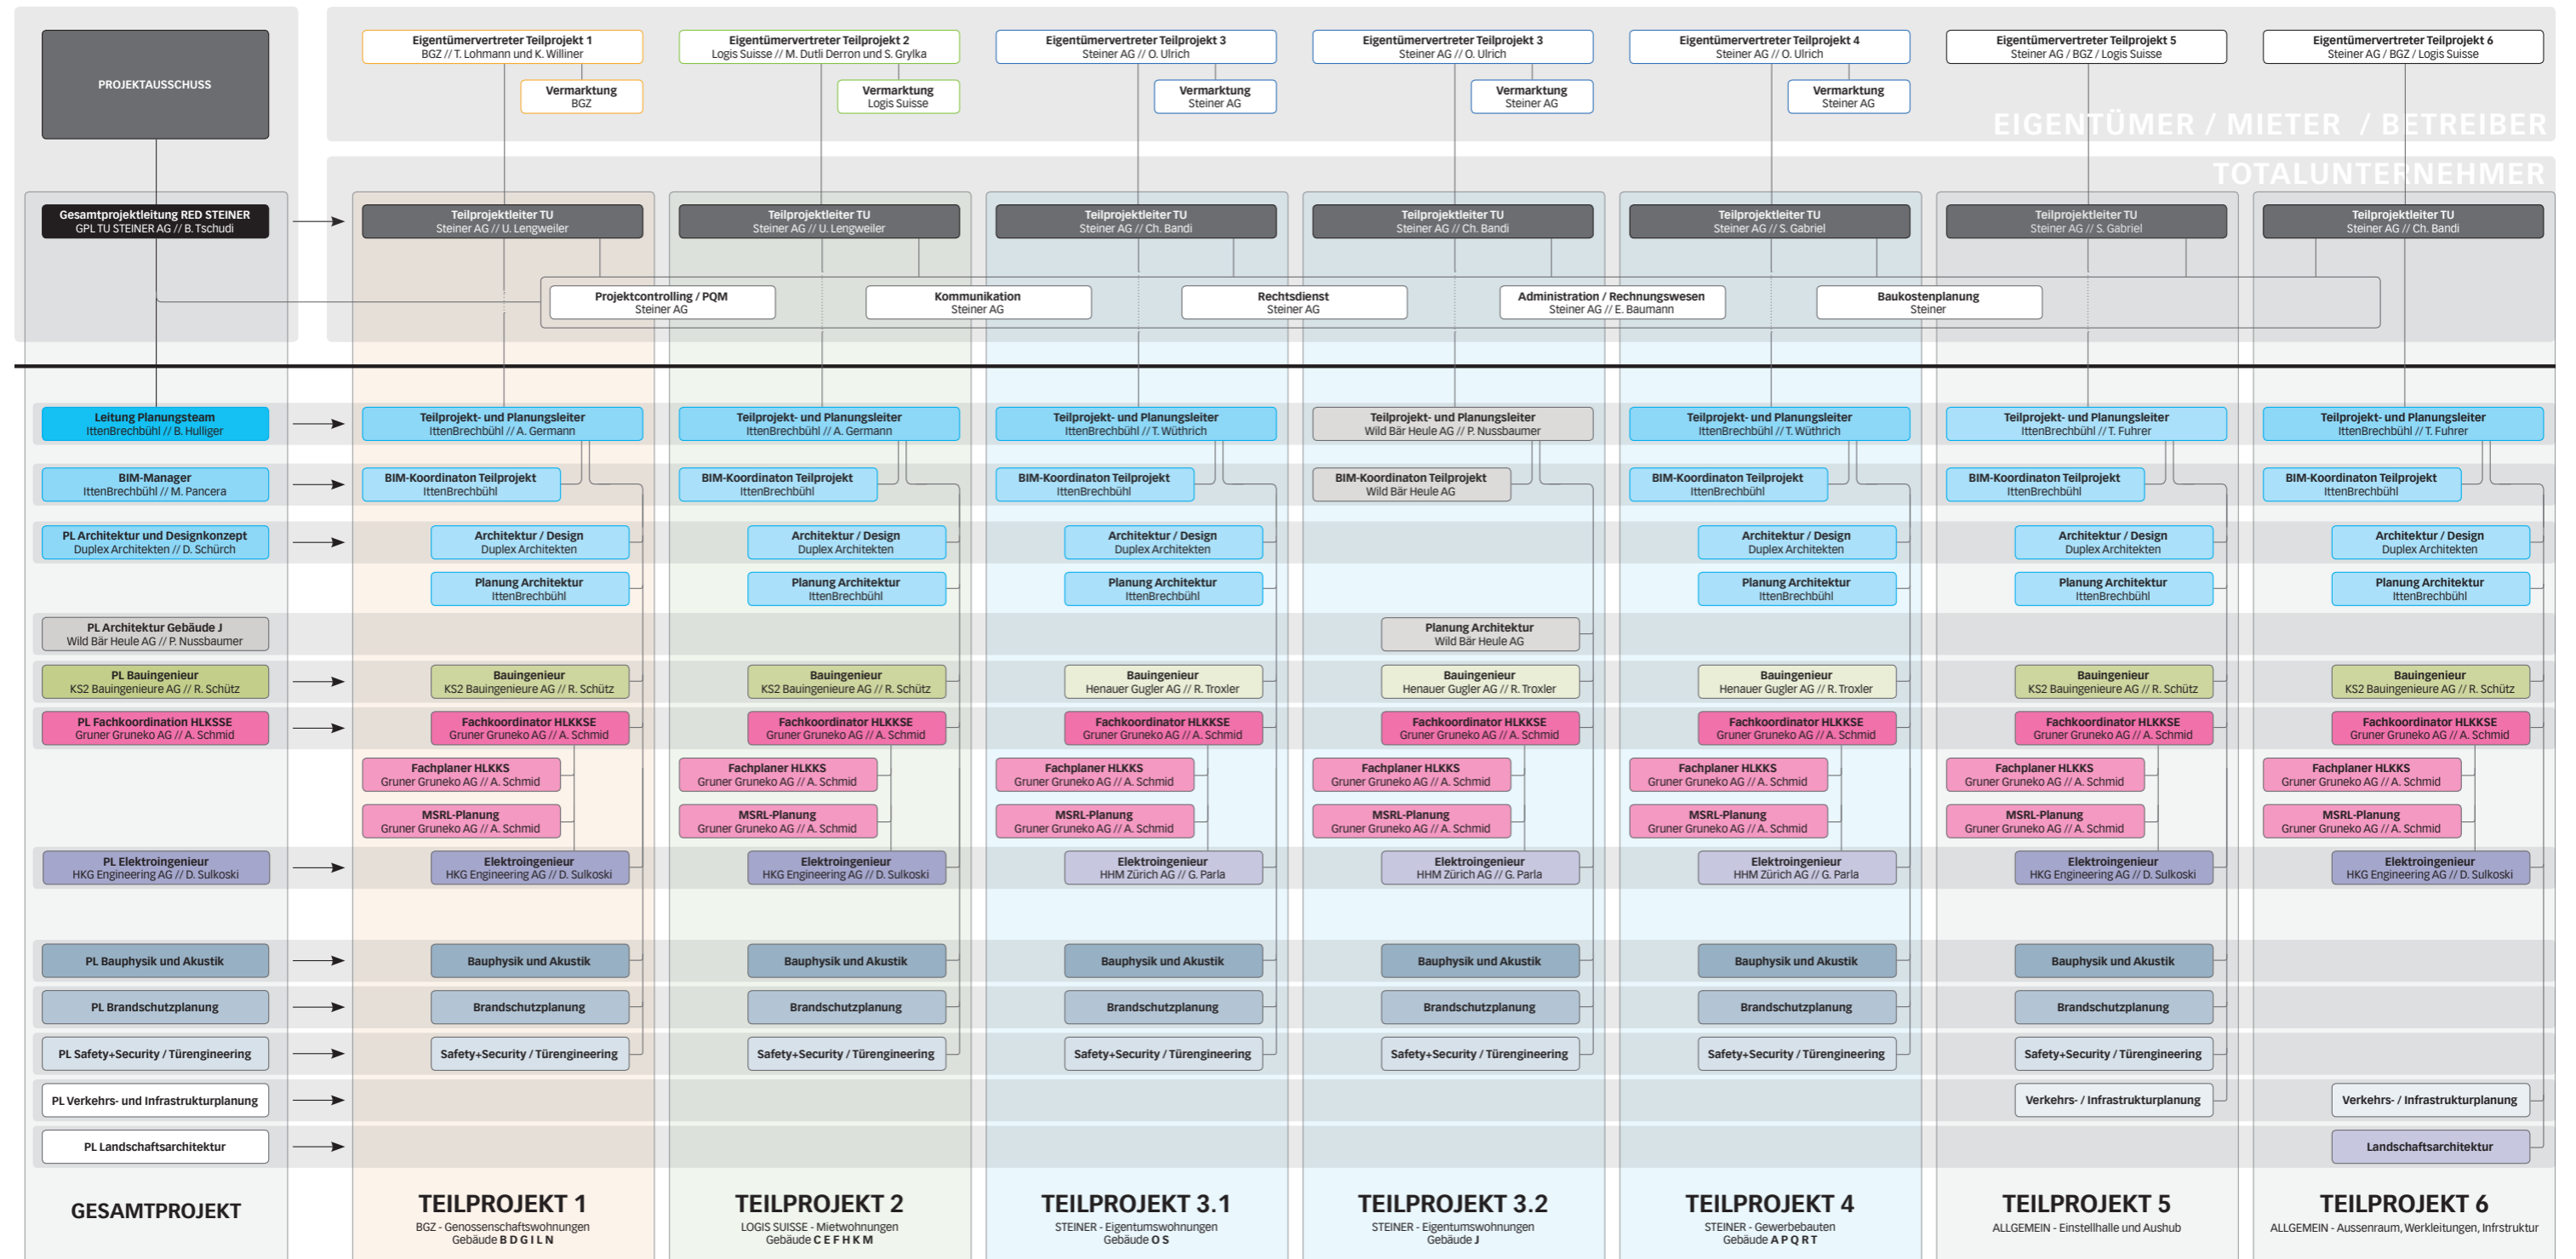 PROJEKTAUSSCHUSS
Eigentümervertreter Teilprojekt 1
BGZ // T. Lohmann und K. Williner
Vermarktung
BGZ
Eigentümervertreter Teilprojekt 2
Logis Suisse // M. Dutli Derron und S. Grylka
Vermarktung
Logis Suisse
Eigentümervertreter Teilprojekt 3
Steiner AG // O. Ulrich
Vermarktung
Steiner AG
Eigentümervertreter Teilprojekt 3
Steiner AG // O. Ulrich
Vermarktung
Steiner AG
Eigentümervertreter Teilprojekt 4
Steiner AG // O. Ulrich
Vermarktung
Steiner AG
Eigentümervertreter Teilprojekt 5
Steiner AG / BGZ / Logis Suisse
Eigentümervertreter Teilprojekt 6
Steiner AG / BGZ / Logis Suisse
EIGENTÜMER / MIETER / BETREIBER
TOTALUNTERNEHMER
Gesamtprojektleitung RED STEINER
GPL TU STEINER AG // B. Tschudi
Teilprojektleiter TU
Steiner AG // U. Lengweiler
Teilprojektleiter TU
Steiner AG // U. Lengweiler
Teilprojektleiter TU
Steiner AG // Ch. Bandi
Teilprojektleiter TU
Steiner AG // Ch. Bandi
Teilprojektleiter TU
Steiner AG // S. Gabriel
Teilprojektleiter TU
Steiner AG // S. Gabriel
Teilprojektleiter TU
Steiner AG // Ch. Bandi
Projektcontrolling / PQM
Steiner AG
Kommunikation
Steiner AG
Rechtsdienst
Steiner AG
Administration / Rechnungswesen
Steiner AG // E. Baumann
Baukostenplanung
Steiner
Leitung Planungsteam
IttenBrechbühl // B. Hulliger
Teilprojekt- und Planungsleiter
IttenBrechbühl // A. Germann
Teilprojekt- und Planungsleiter
IttenBrechbühl // A. Germann
Teilprojekt- und Planungsleiter
IttenBrechbühl // T. Wüthrich
Teilprojekt- und Planungsleiter
Wild Bär Heule AG // P. Nussbaumer
Teilprojekt- und Planungsleiter
IttenBrechbühl // T. Wüthrich
Teilprojekt- und Planungsleiter
IttenBrechbühl // T. Fuhrer
Teilprojekt- und Planungsleiter
IttenBrechbühl // T. Fuhrer
BIM-Manager
IttenBrechbühl // M. Pancera
BIM-Koordinaton Teilprojekt
IttenBrechbühl
BIM-Koordinaton Teilprojekt
IttenBrechbühl
BIM-Koordinaton Teilprojekt
IttenBrechbühl
BIM-Koordinaton Teilprojekt
Wild Bär Heule AG
BIM-Koordinaton Teilprojekt
IttenBrechbühl
BIM-Koordinaton Teilprojekt
IttenBrechbühl
BIM-Koordinaton Teilprojekt
IttenBrechbühl
PL Architektur und Designkonzept
Duplex Architekten // D. Schürch
Architektur / Design
Duplex Architekten
Architektur / Design
Duplex Architekten
Architektur / Design
Duplex Architekten
Architektur / Design
Duplex Architekten
Architektur / Design
Duplex Architekten
Architektur / Design
Duplex Architekten
Planung Architektur
IttenBrechbühl
Planung Architektur
IttenBrechbühl
Planung Architektur
IttenBrechbühl
Planung Architektur
IttenBrechbühl
Planung Architektur
IttenBrechbühl
Planung Architektur
IttenBrechbühl
PL Architektur Gebäude J
Wild Bär Heule AG // P. Nussbaumer
Planung Architektur
Wild Bär Heule AG
PL Bauingenieur
KS2 Bauingenieure AG // R. Schütz
Bauingenieur
KS2 Bauingenieure AG // R. Schütz
Bauingenieur
KS2 Bauingenieure AG // R. Schütz
Bauingenieur
Henauer Gugler AG // R. Troxler
Bauingenieur
Henauer Gugler AG // R. Troxler
Bauingenieur
Henauer Gugler AG // R. Troxler
Bauingenieur
KS2 Bauingenieure AG // R. Schütz
Bauingenieur
KS2 Bauingenieure AG // R. Schütz
PL Fachkoordination HLKSSE
Gruner Gruneko AG // A. Schmid
Fachkoordinator HLKKSE
Gruner Gruneko AG // A. Schmid
Fachkoordinator HLKKSE
Gruner Gruneko AG // A. Schmid
Fachkoordinator HLKKSE
Gruner Gruneko AG // A. Schmid
Fachkoordinator HLKKSE
Gruner Gruneko AG // A. Schmid
Fachkoordinator HLKKSE
Gruner Gruneko AG // A. Schmid
Fachkoordinator HLKKSE
Gruner Gruneko AG // A. Schmid
Fachkoordinator HLKKSE
Gruner Gruneko AG // A. Schmid
Fachplaner HLKKS
Gruner Gruneko AG // A. Schmid
Fachplaner HLKKS
Gruner Gruneko AG // A. Schmid
Fachplaner HLKKS
Gruner Gruneko AG // A. Schmid
Fachplaner HLKKS
Gruner Gruneko AG // A. Schmid
Fachplaner HLKKS
Gruner Gruneko AG // A. Schmid
Fachplaner HLKKS
Gruner Gruneko AG // A. Schmid
Fachplaner HLKKS
Gruner Gruneko AG // A. Schmid
MSRL-Planung
Gruner Gruneko AG // A. Schmid
MSRL-Planung
Gruner Gruneko AG // A. Schmid
MSRL-Planung
Gruner Gruneko AG // A. Schmid
MSRL-Planung
Gruner Gruneko AG // A. Schmid
MSRL-Planung
Gruner Gruneko AG // A. Schmid
MSRL-Planung
Gruner Gruneko AG // A. Schmid
MSRL-Planung
Gruner Gruneko AG // A. Schmid
PL Elektroingenieur
HKG Engineering AG // D. Sulkoski
Elektroingenieur
HKG Engineering AG // D. Sulkoski
Elektroingenieur
HKG Engineering AG // D. Sulkoski
Elektroingenieur
HHM Zürich AG // G. Parla
Elektroingenieur
HHM Zürich AG // G. Parla
Elektroingenieur
HHM Zürich AG // G. Parla
Elektroingenieur
HKG Engineering AG // D. Sulkoski
Elektroingenieur
HKG Engineering AG // D. Sulkoski
PL Bauphysik und Akustik
Bauphysik und Akustik
Bauphysik und Akustik
Bauphysik und Akustik
Bauphysik und Akustik
Bauphysik und Akustik
Bauphysik und Akustik
PL Brandschutzplanung
Brandschutzplanung
Brandschutzplanung
Brandschutzplanung
Brandschutzplanung
Brandschutzplanung
Brandschutzplanung
PL Safety+Security / Türengineering
Safety+Security / Türengineering
Safety+Security / Türengineering
Safety+Security / Türengineering
Safety+Security / Türengineering
Safety+Security / Türengineering
Safety+Security / Türengineering
PL Verkehrs- und Infrastrukturplanung
Verkehrs- / Infrastrukturplanung
Verkehrs- / Infrastrukturplanung
PL Landschaftsarchitektur
Landschaftsarchitektur
GESAMTPROJEKT
TEILPROJEKT 1
BGZ - Genossenschaftswohnungen
Gebäude B D G I L N
TEILPROJEKT 2
LOGIS SUISSE - Mietwohnungen
Gebäude C E F H K M
TEILPROJEKT 3.1
STEINER - Eigentumswohnungen
Gebäude O S
TEILPROJEKT 3.2
STEINER - Eigentumswohnungen
Gebäude J
TEILPROJEKT 4
STEINER - Gewerbebauten
Gebäude A P Q R T
TEILPROJEKT 5
ALLGEMEIN - Einstellhalle und Aushub
TEILPROJEKT 6
ALLGEMEIN - Aussenraum, Werkleitungen, Infrstruktur